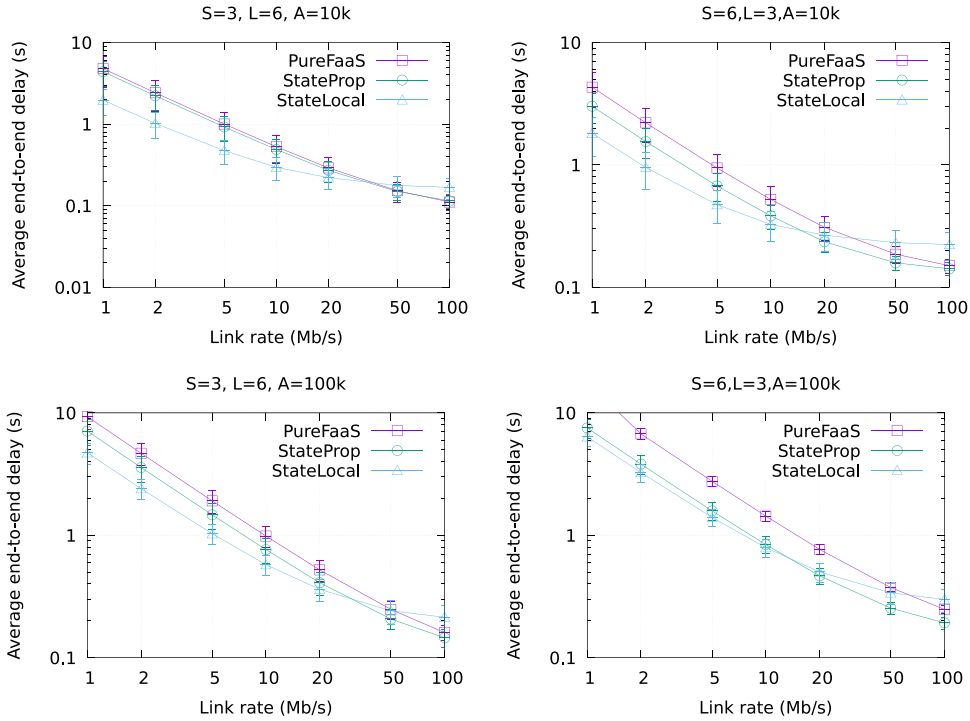 S=3, L=6, A=10k
Average end-to-end delay (s)
10
1
0.1
0.01
PureFaaS
StateProp
StateLocal
1 2 5 10 20 50 100
Link rate (Mb/s)
S=6,L=3,A=10k
Average end-to-end delay (s)
10
1
0.1
PureFaaS
StateProp
StateLocal
1 2 5 10 20 50 100
Link rate (Mb/s)
S=3, L=6, A=100k
Average end-to-end delay (s)
10
1
0.1
PureFaaS
StateProp
StateLocal
1 2 5 10 20 50 100
Link rate (Mb/s)
S=6,L=3,A=100k
Average end-to-end delay (s)
10
1
0.1
PureFaaS
StateProp
StateLocal
1 2 5 10 20 50 100
Link rate (Mb/s)